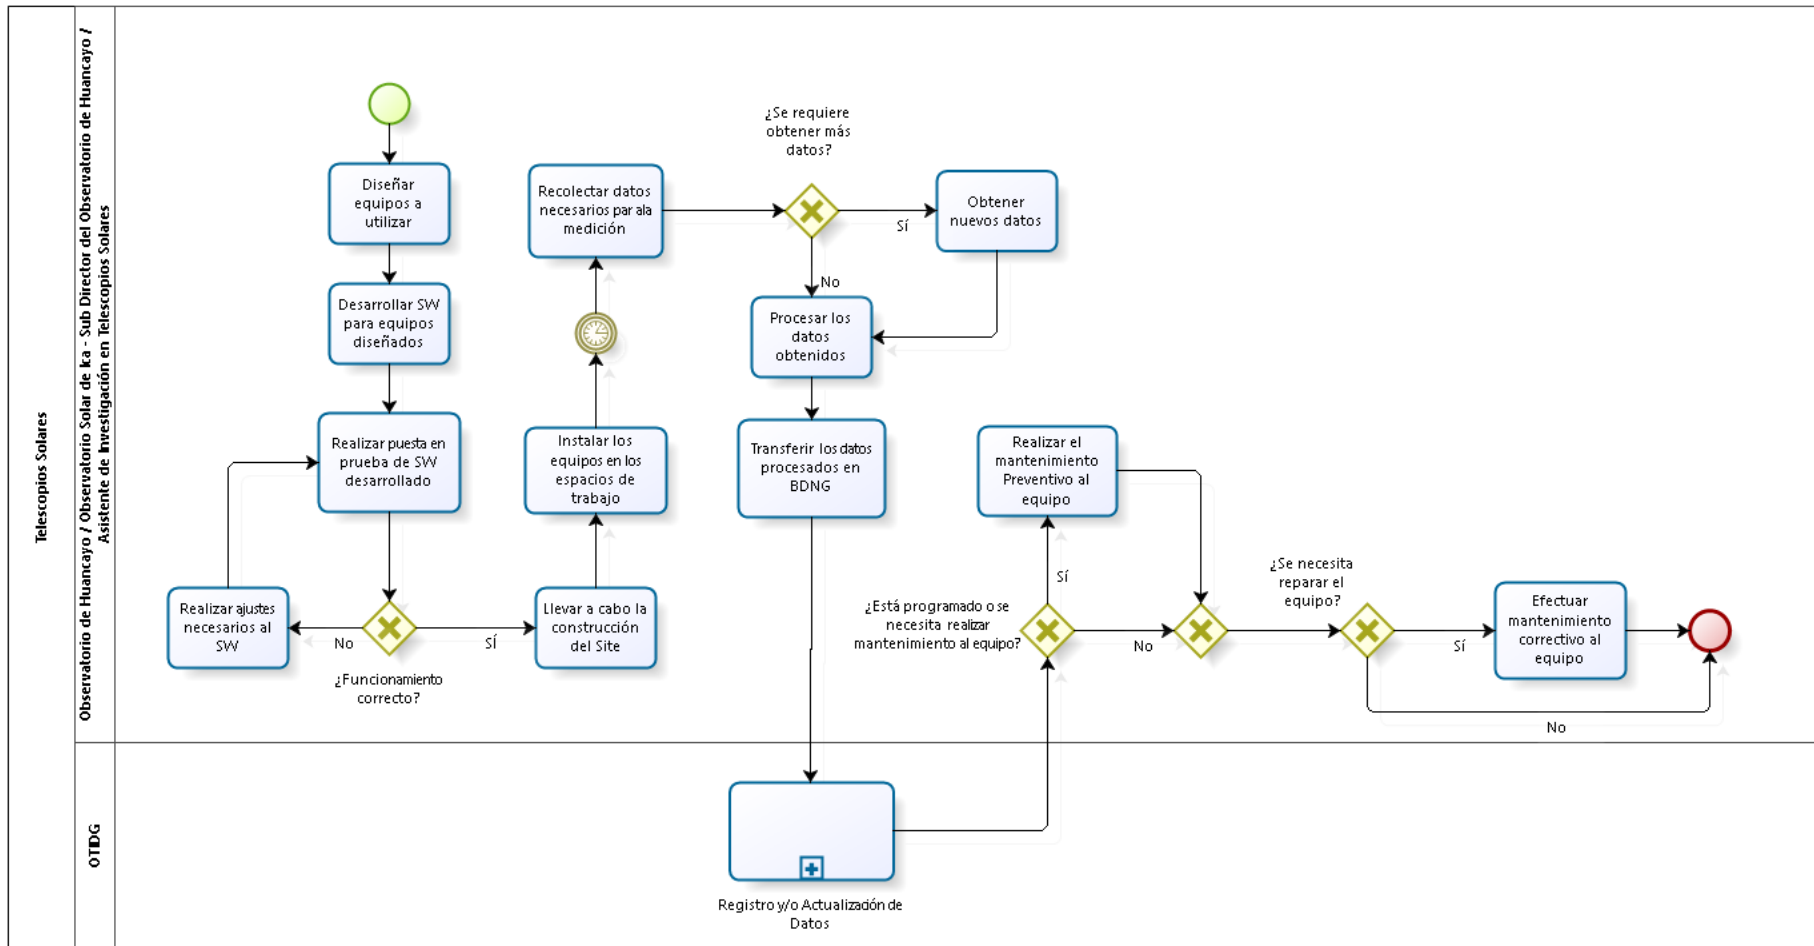 Telescopios Solares
Observatorio de Huancayo / Observatorio Solar de Ica - Sub Director del Observatorio de Huancayo /
Asistente de Investigación en Telescopios Solares
OTIDG
Diseñar
equipos a
utilizar
Desarrollar SW
para equipos
diseñados
Realizar puesta en
prueba de SW
desarrollado
Realizar ajustes
necesarios al
SW
No
SÍ
¿Funcionamiento
correcto?
Llevar a cabo la
construcción
del Site
Instalar los
equipos en los
espacios de
trabajo
Recolectar datos
necesarios par ala
medición
¿Se requiere
obtener más
datos?
Sí
No
Obtener
nuevos datos
Procesar los
datos
obtenidos
Transferir los datos
procesados en
BDNG
Registro y/o Actualización de
Datos
¿Está programado o se
necesita realizar
mantenimiento al equipo?
Sí
No
Realizar el
mantenimiento
Preventivo al
equipo
¿Se necesita
reparar el
equipo?
Sí
No
Efectuar
mantenimiento
correctivo al
equipo